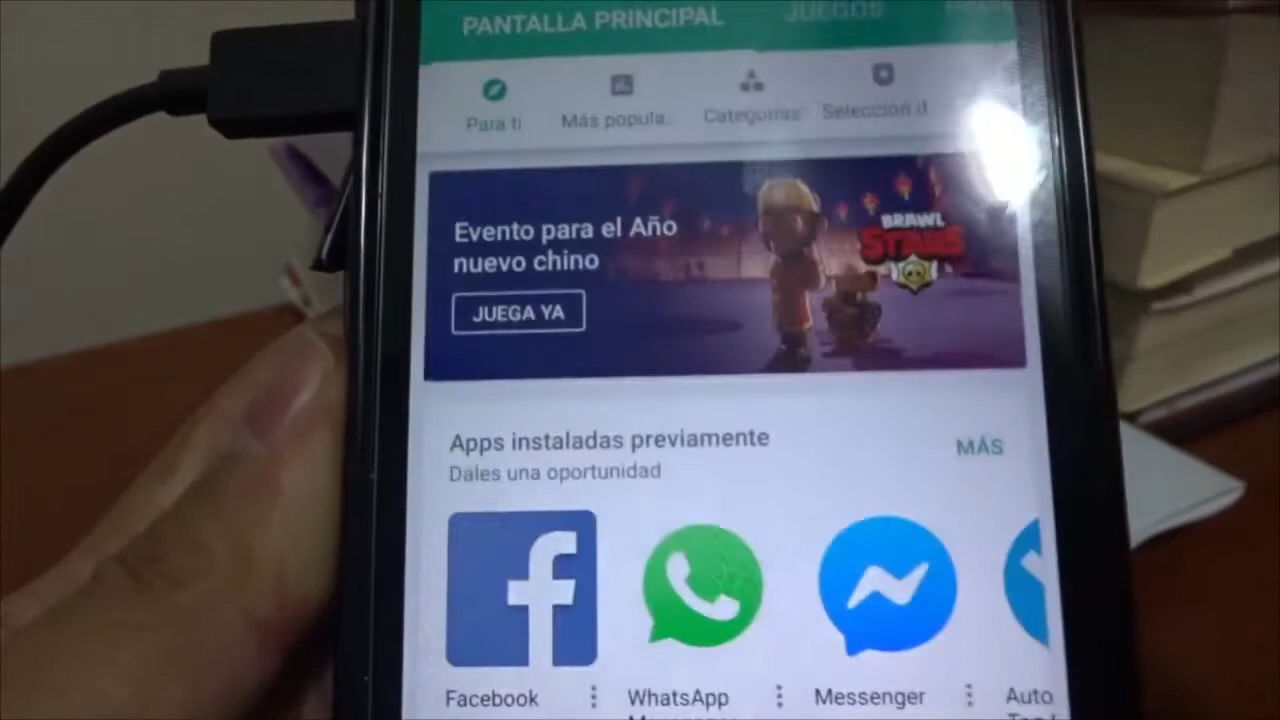 PANTALLA PRINCIPAL JUEGOS
Para ti Más popula. Categorías Selección d
Evento para el Año
nuevo chino
JUEGA YA
BRAWL
STARS
Apps instaladas previamente
MÁS
Dales una oportunidad
Facebook WhatsApp Messenger Auto